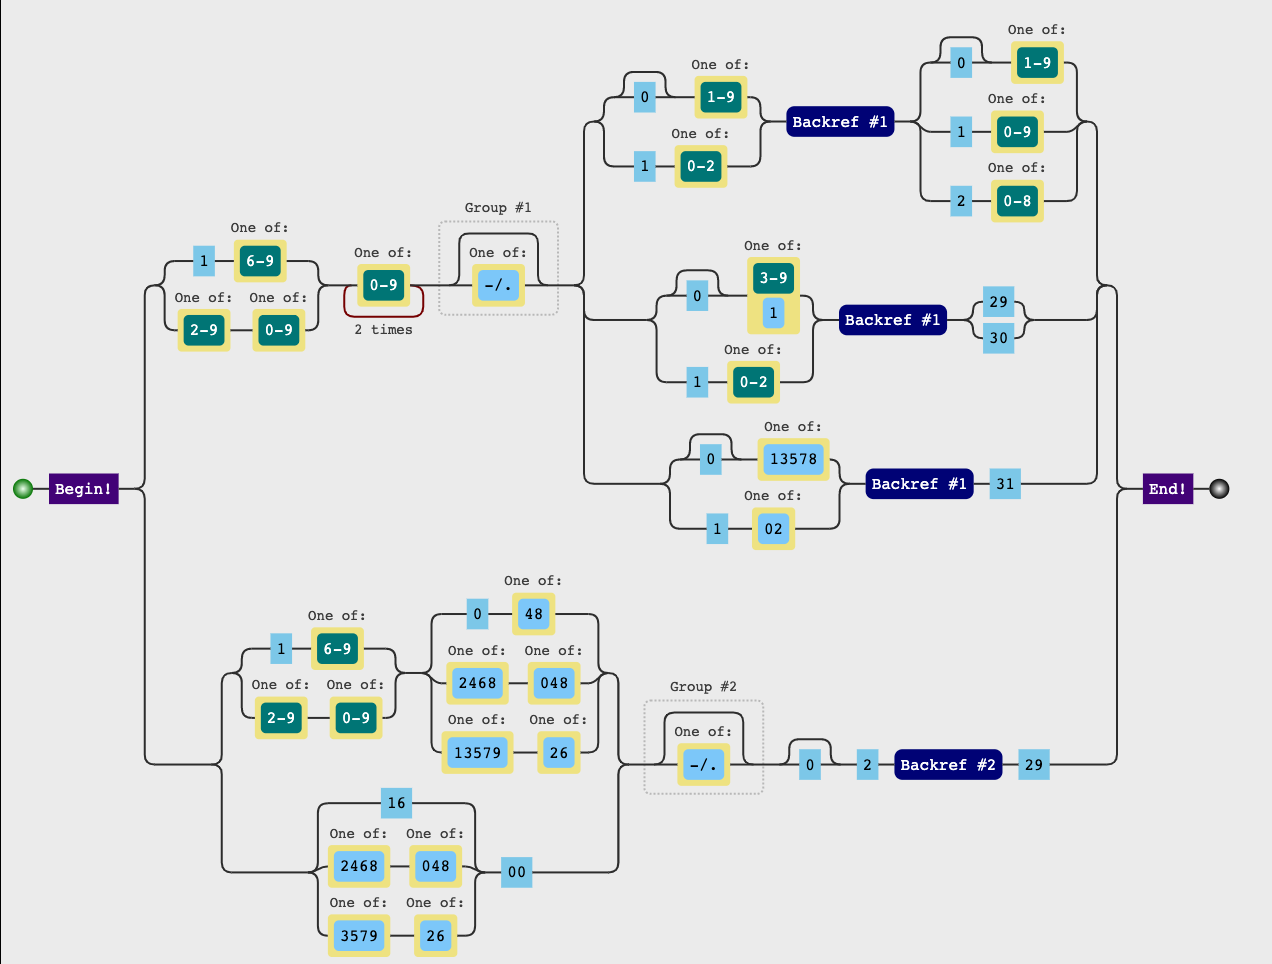 One of:
0
1-9
One of:
0
1-9
One of:
1
0-2
Backref #1
One of:
1
0-9
One of:
2
0-8
Group #1
One of:
1
6-9
One of:
0-9
2 times
One of:
-/.
One of: One of:
2-9 0-9
One of:
0
3-9
1
One of:
1
0-2
Backref #1
29
30
One of:
0
13578
One of:
1
02
Backref #1
31
Begin!
End!
One of:
1
6-9
One of: One of:
2-9 0-9
One of:
0
48
One of: One of:
2468 048
One of: One of:
13579 26
Group #2
One of:
-/.
0
2
Backref #2
29
16
One of: One of:
2468 048
One of: One of:
3579 26
00